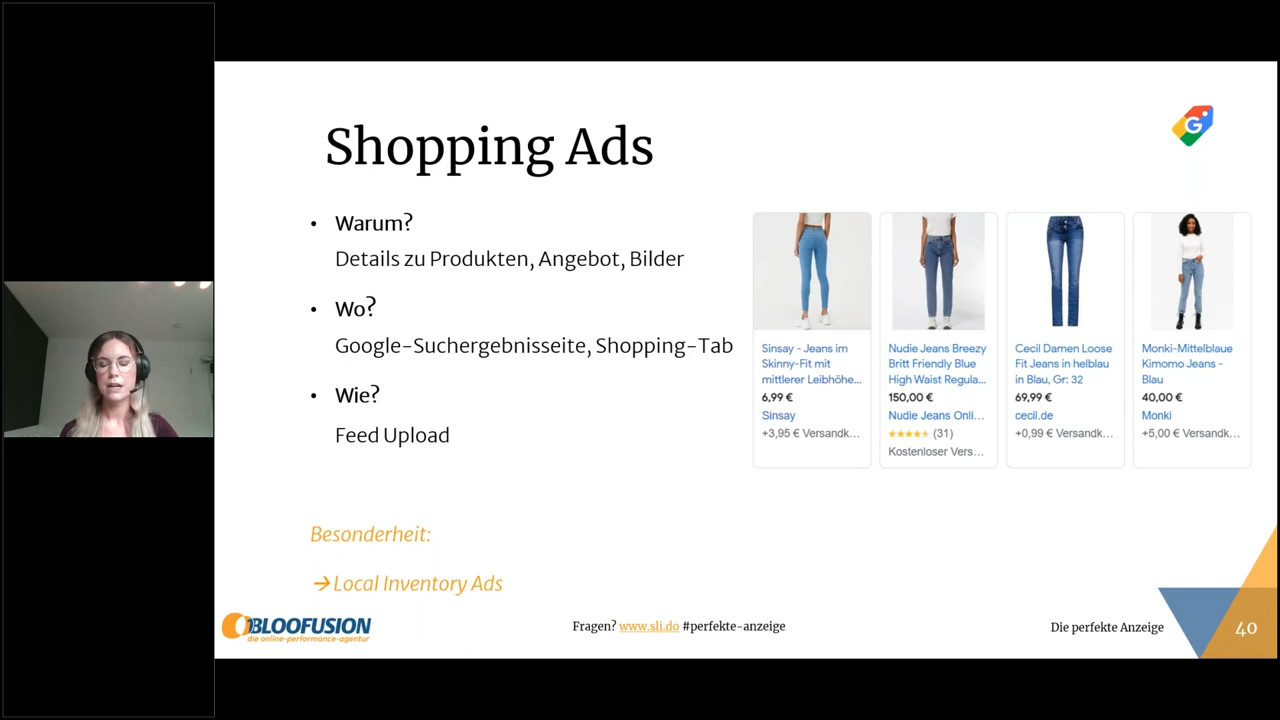 Shopping Ads
G
• Warum?
Details zu Produkten, Angebot, Bilder
• Wo?
Google-Suchergebnisseite, Shopping-Tab
• Wie?
Feed Upload
Besonderheit:
→ Local Inventory Ads
Sinsay - Jeans im
Skinny-Fit mit
mittlerer Leibhöhe...
6,99 €
Sinsay
+3,95 € Versandk...
Nudie Jeans Breezy
Britt Friendly Blue
High Waist Regula...
150,00 €
Nudie Jeans Onli...
★★★★★ (31)
Kostenloser Vers...
Cecil Damen Loose
Fit Jeans in hellblau
in Blau, Gr: 32
69,99 €
cecil.de
+0,99 € Versandk...
Monki-Mittelblaue
Kimomo Jeans -
Blau
40,00 €
Monki
+5,00 € Versandk...
BLOOFUSION
die online-performance-agentur
Fragen? www.sli.do #perfekte-anzeige
Die perfekte Anzeige
40